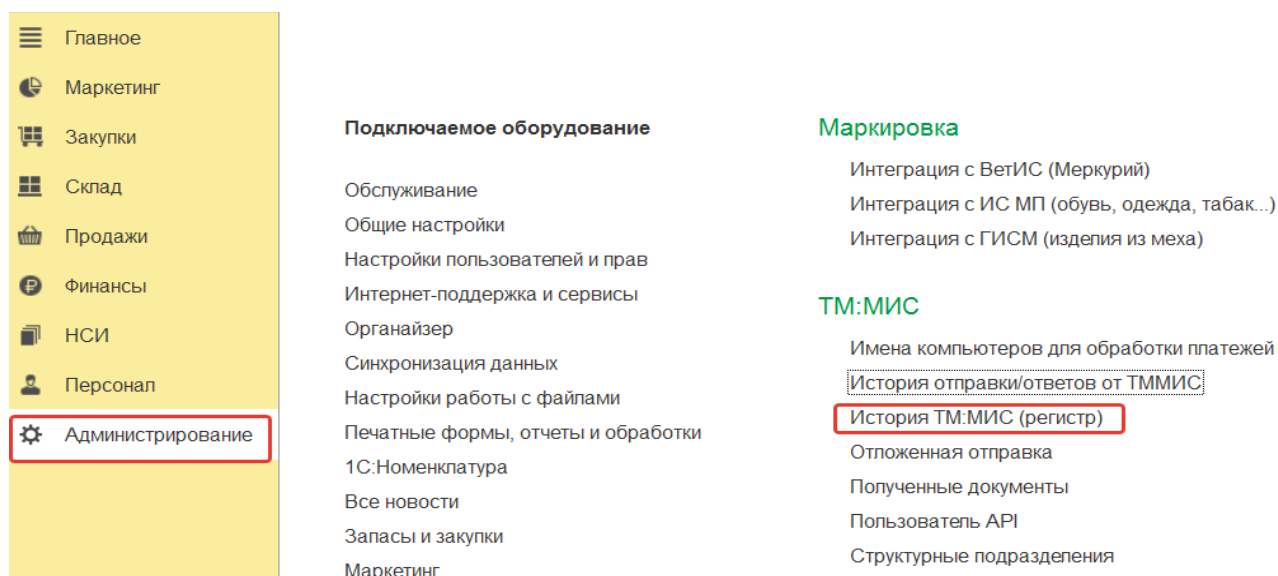 Главное
Маркетинг
Закупки
Склад
Продажи
Финансы
НСИ
Персонал
Администрирование
Подключаемое оборудование
Обслуживание
Общие настройки
Настройки пользователей и прав
Интернет-поддержка и сервисы
Органайзер
Синхронизация данных
Настройки работы с файлами
Печатные формы, отчеты и обработки
1С:Номенклатура
Все новости
Запасы и закупки
Маркетинг
Маркировка
Интеграция с ВетИС (Меркурий)
Интеграция с ИС МП (обувь, одежда, табак...)
Интеграция с ГИСМ (изделия из меха)
ТМ:МИС
Имена компьютеров для обработки платежей
История отправки/ответов от ТММИС
История ТМ:МИС (регистр)
Отложенная отправка
Полученные документы
Пользователь API
Структурные подразделения